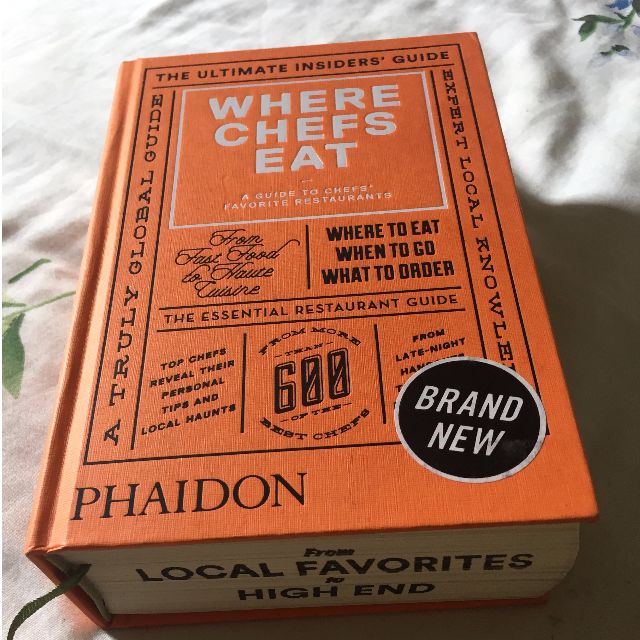 THE ULTIMATE INSIDERS' GUIDE
A TRULY GLOBAL GUIDE
WHERE
CHEFS
EAT
A GUIDE TO CHEFS'
FAVORITE RESTAURANTS
EXPERT LOCAL
From
Fast Food
to Haute
Cuisine
WHERE TO EAT
WHEN TO GO
WHAT TO ORDER
THE ESSENTIAL RESTAURANT GUIDE
TOP CHEFS
REVEAL THEIR
PERSONAL
TIPS AND
LOCAL HAUNTS
FROM MORE
THAN
600
OF THE
BEST CHEFS
FROM
LATE-NIGHT
BRAND
NEW
PHAIDON
From
LOCAL FAVORITES
to
HIGH END